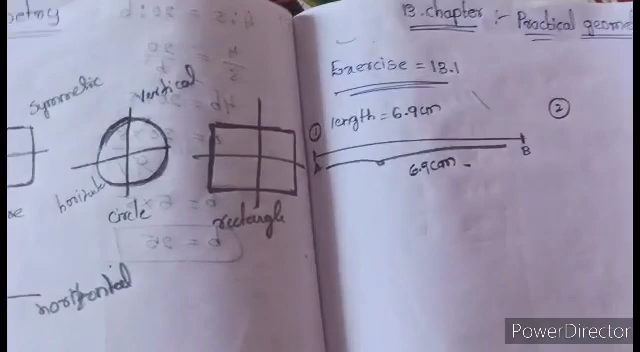 symmetric
vertical
horizontal
circle
rectangle
horizontal
13. chapter :- Practical geome
Exercise = 13.1
① length = 6.9cm
②
A
B
6.9cm
PowerDirector